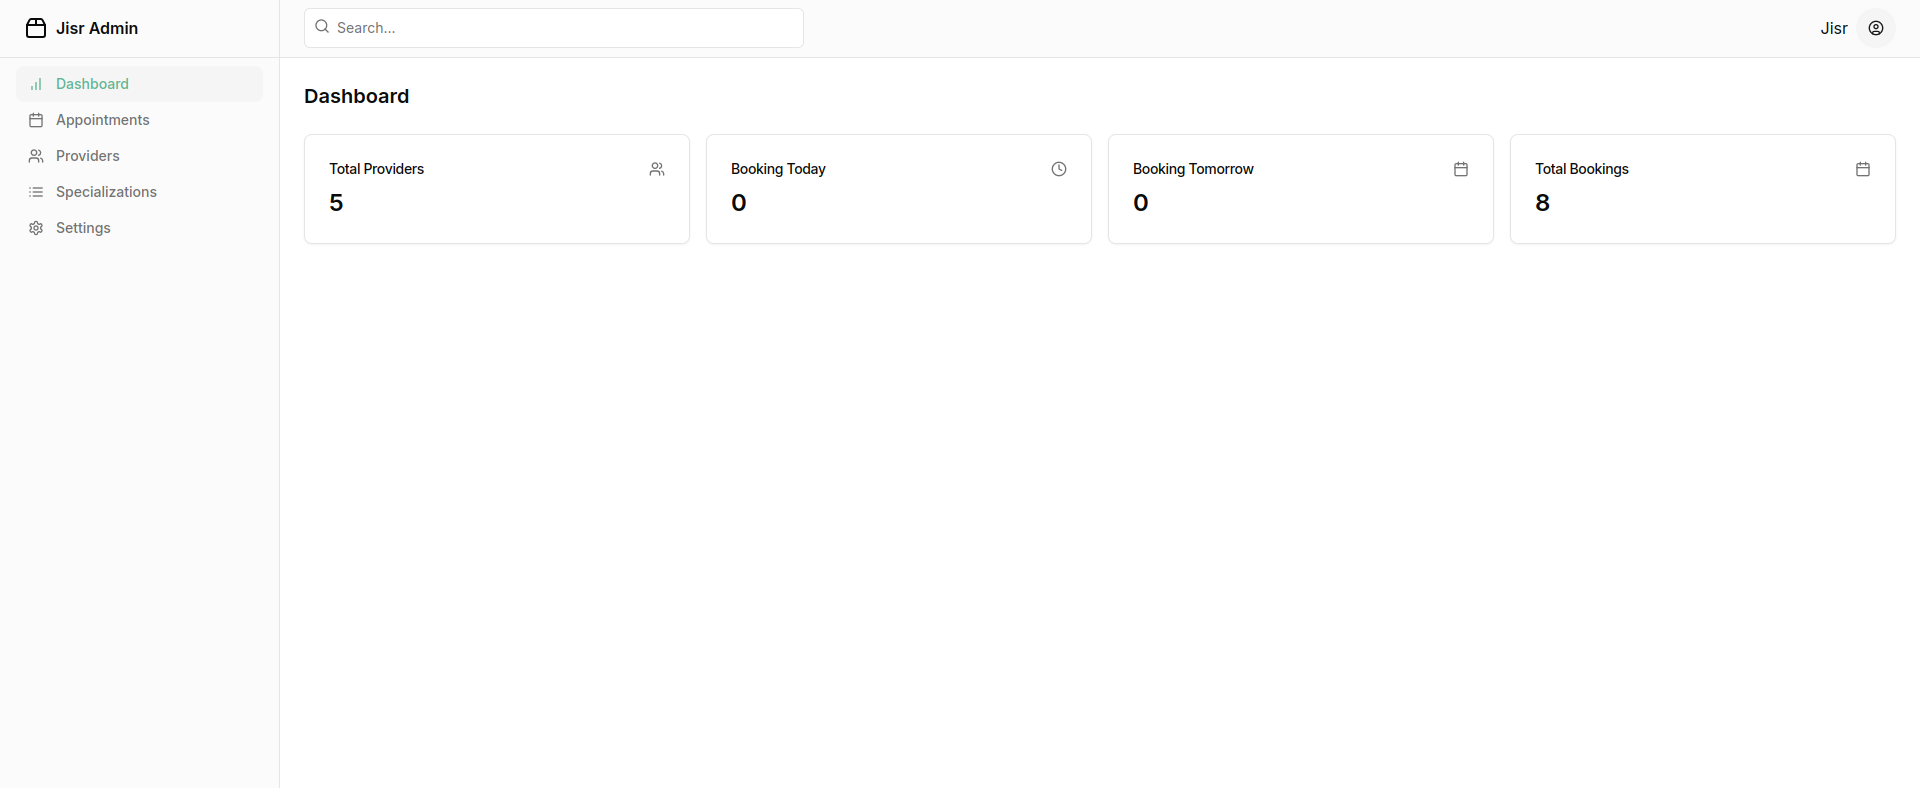 Jisr Admin
Search...
Jisr
Dashboard
Appointments
Providers
Specializations
Settings
Dashboard
Total Providers
5
Booking Today
0
Booking Tomorrow
0
Total Bookings
8